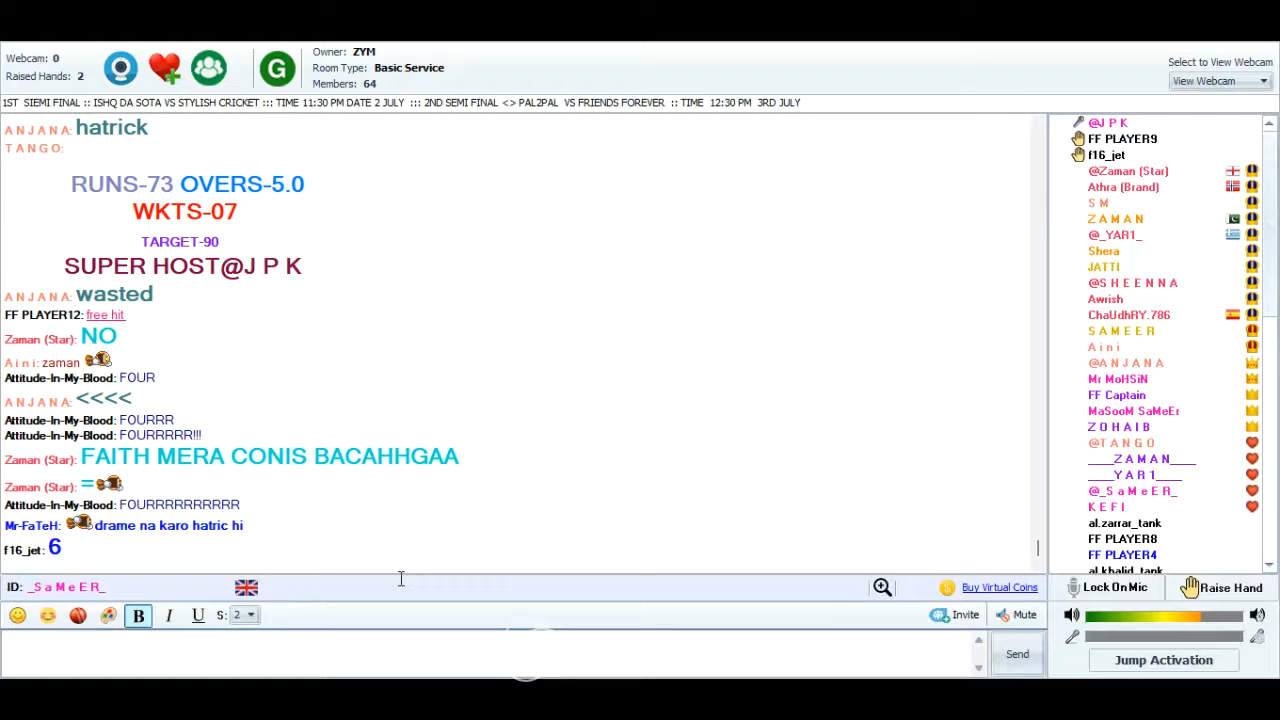 Webcam: 0
Raised Hands: 2
G
Owner: ZYM
Room Type: Basic Service
Members: 64
Select to View Webcam
View Webcam
1ST SIEMI FINAL :: ISHQ DA SOTA VS STYLISH CRICKET ::: TIME 11:30 PM DATE 2 JULY ::: 2ND SEMI FINAL <> PAL2PAL VS FRIENDS FOREVER :: TIME 12:30 PM 3RD JULY
A N J A N A: hatrick
T A N G O:
RUNS-73 OVERS-5.0
WKTS-07
TARGET-90
SUPER HOST@J P K
A N J A N A: wasted
FF PLAYER12: free hit
Zaman (Star): NO
A i n i: zaman
Attitude-In-My-Blood: FOUR
A N J A N A: <<<<
Attitude-In-My-Blood: FOURRR
Attitude-In-My-Blood: FOURRRRR!!!
Zaman (Star): FAITH MERA CONIS BACAHHGAA
Zaman (Star): =
Attitude-In-My-Blood: FOURRRRRRRRRR
Mr-FaTeH: drame na karo hatric hi
f16_jet: 6
@J P K
FF PLAYER9
f16_jet
@Zaman (Star)
Athra (Brand)
S M
Z A M A N
@_YAR1_
Shera
JATTI
@S H E E N N A
Awrish
ChaUdhRY.786
S A M E E R
A i n i
@A N J A N A
Mr MoHSiN
FF Captain
MaSooM SaMeEr
Z O H A I B
@T A N G O
____Z A M A N____
____Y A R 1____
@_S a M e E R_
K E F I
al.zarrar_tank
FF PLAYER8
FF PLAYER4
al.khalid_tank
ID: _S a M e E R_
Buy Virtual Coins
Lock On Mic
Raise Hand
B I U S: 2
Invite
Mute
Send
Jump Activation